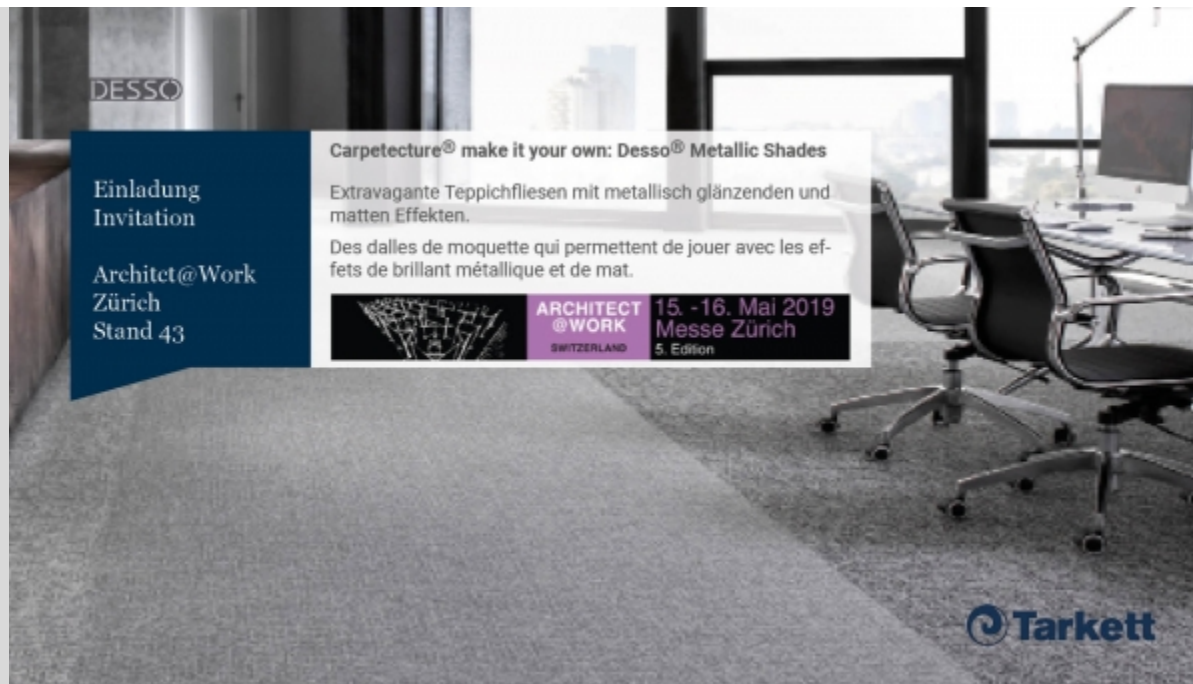 DESSO
Einladung
Invitation
Architct@Work
Zürich
Stand 43
Carpetecture® make it your own: Desso® Metallic Shades
Extravagante Teppichfliesen mit metallisch glänzenden und
matten Effekten.
Des dalles de moquette qui permettent de jouer avec les ef-
fets de brillant métallique et de mat.
ARCHITECT
@WORK
SWITZERLAND
15. -16. Mai 2019
Messe Zürich
5. Edition
Tarkett